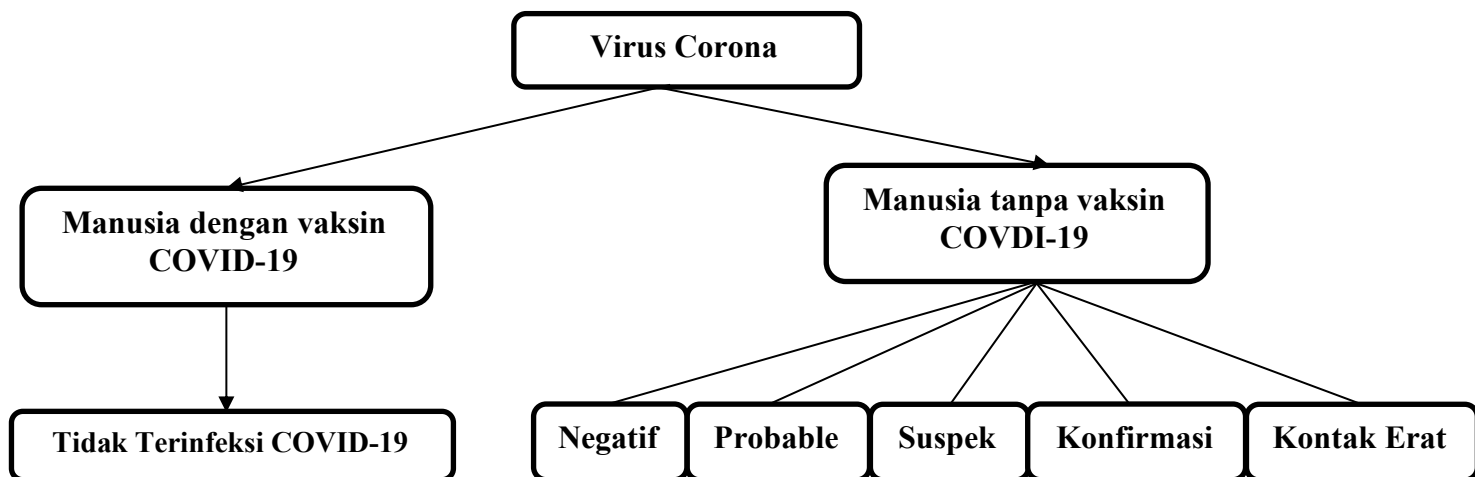 Virus Corona
Manusia dengan vaksin
COVID-19
Manusia tanpa vaksin
COVDI-19
Tidak Terinfeksi COVID-19
Negatif
Probable
Suspek
Konfirmasi
Kontak Erat